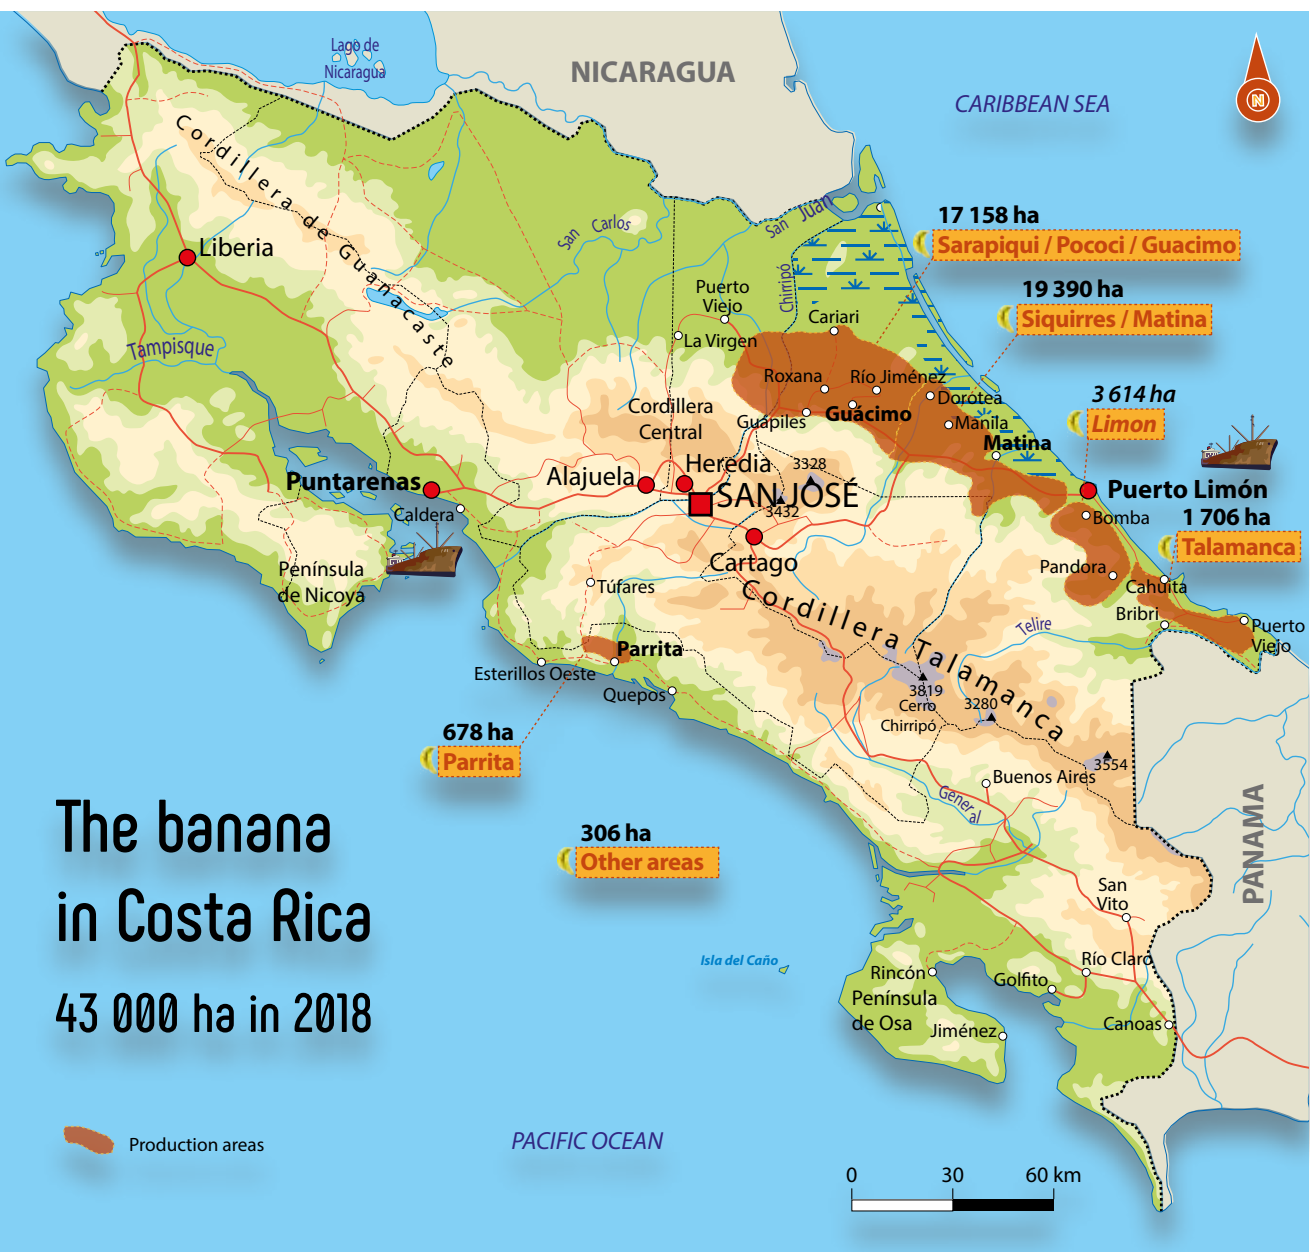 Lago de
Nicaragua
NICARAGUA
CARIBBEAN SEA
N
Cordillera de Guanacaste
San Carlos
San Juan
Chirripó
17 158 ha
Sarapiqui / Pococi / Guacimo
Liberia
19 390 ha
Siquirres / Matina
Puerto
Viejo
Cariari
La Virgen
Tampisque
Roxana
Río Jiménez
Dorotea
3 614 ha
Limon
Cordillera
Central
Guápiles
Guácimo
Manila
Matina
Heredia
3328
Alajuela
Puntarenas
SAN JOSÉ
3432
Puerto Limón
Caldera
Bomba
1 706 ha
Talamanca
Cartago
Pandora
Península
de Nicoya
Túfares
Cahuita
Bribri
Cordillera Talamanca
Telire
Puerto
Viejo
Parrita
Esterillos Oeste
Quepos
3819
Cerro
Chirripó
3280
678 ha
Parrita
3554
Buenos Aires
General
The banana
in Costa Rica
43 000 ha in 2018
306 ha
Other areas
PANAMA
San
Vito
Isla del Caño
Rincón
Península
de Osa
Río Claro
Golfito
Jiménez
Canoas
Production areas
PACIFIC OCEAN
0 30 60 km